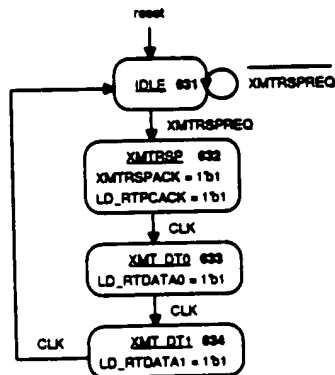 reset
IDLE 631
XMTRSPREQ
XMTRSPREQ
XMTRSP 632
XMTRSPACK = 1'b1
LD_RTPCACK = 1'b1
CLK
XMT_DT0 633
LD_RTDATA0 = 1'b1
CLK
XMT_DT1 634
LD_RTDATA1 = 1'b1
CLK